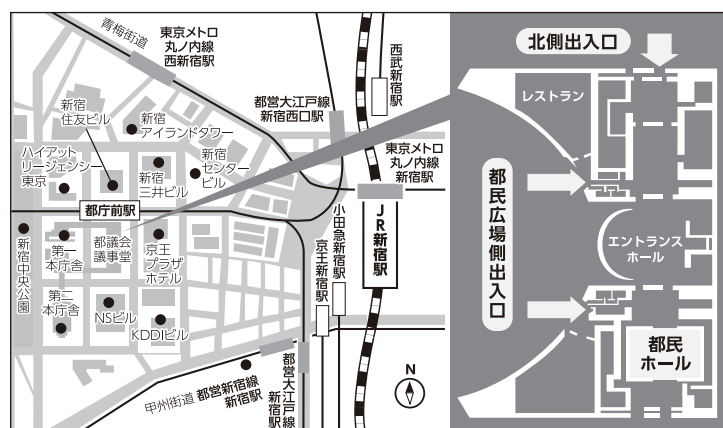 青梅街道
東京メトロ
丸ノ内線
西新宿駅
西武新宿駅
新宿
住友ビル
新宿
アイランドタワー
都営大江戸線
新宿西口駅
ハイアット
リージェンシー
東京
新宿
三井ビル
新宿
センター
ビル
東京メトロ
丸ノ内線
新宿駅
都庁前駅
新宿中央公園
第一
本庁舎
都議会
議事堂
京王
プラザ
ホテル
京王新宿駅
小田急新宿駅
JR新宿駅
第二
本庁舎
NSビル
KDDIビル
甲州街道
都営新宿線
新宿駅
都営大江戸線
新宿駅
N
北側出入口
レストラン
都民広場側出入口
エントランス
ホール
都民
ホール